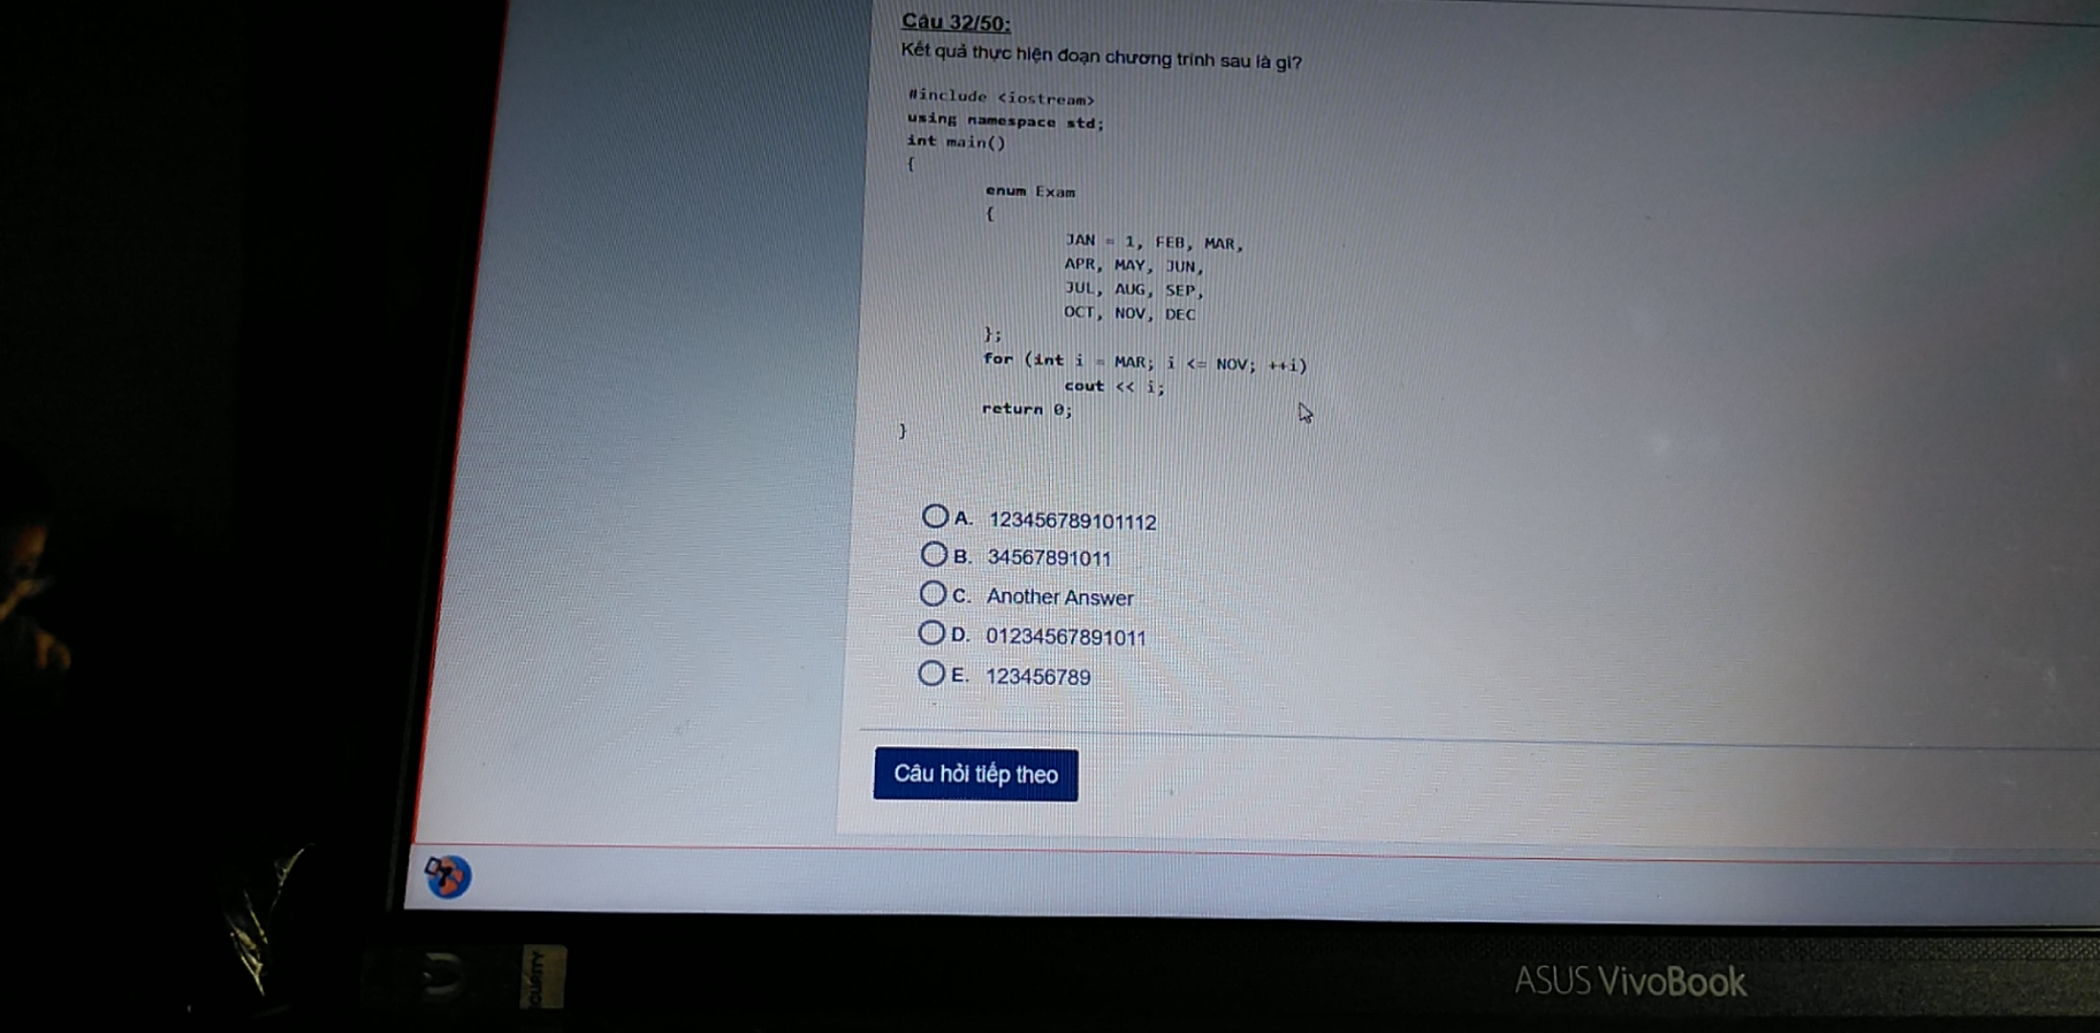 Câu 32/50:
Kết quả thực hiện đoạn chương trình sau là gì?
#include <iostream>
using namespace std;
int main()
{
enum Exam
{
JAN = 1, FEB, MAR,
APR, MAY, JUN,
JUL, AUG, SEP,
OCT, NOV, DEC
};
for (int i = MAR; i <= NOV; ++i)
cout << i;
return 0;
}
A. 123456789101112
B. 34567891011
C. Another Answer
D. 01234567891011
E. 123456789
Câu hỏi tiếp theo
ASUS VivoBook